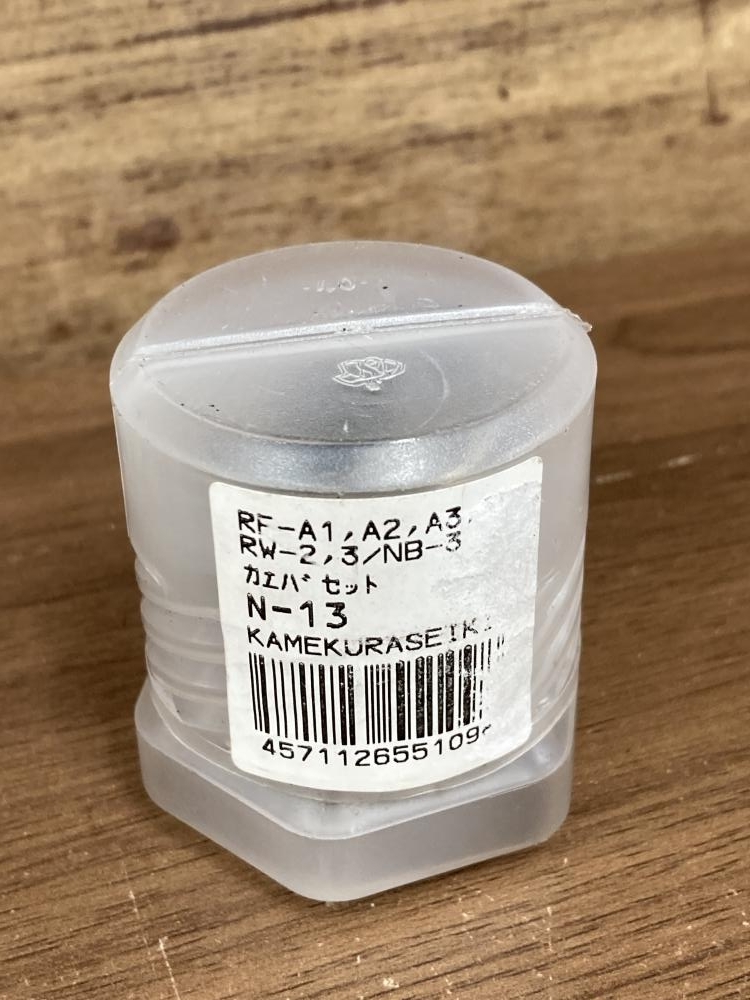 RF-A1,A2,A3,
RW-2,3/NB-3
カエバセット
N-13
KAMEKURASEIKI
457112655109